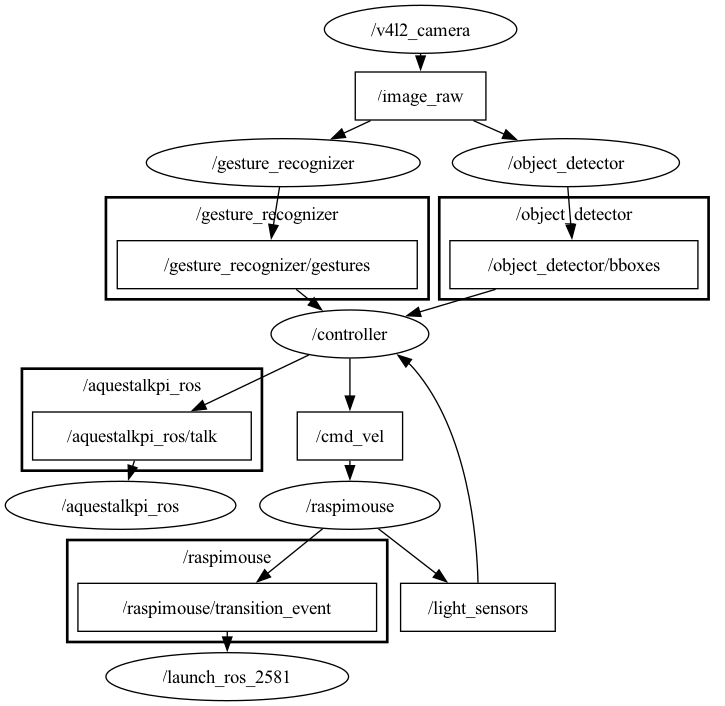 /v4l2_camera
/image_raw
/gesture_recognizer
/object_detector
/gesture_recognizer
/object_detector
/gesture_recognizer/gestures
/object_detector/bboxes
/controller
/aquestalkpi_ros
/aquestalkpi_ros/talk
/cmd_vel
/aquestalkpi_ros
/raspimouse
/raspimouse
/raspimouse/transition_event
/light_sensors
/launch_ros_2581